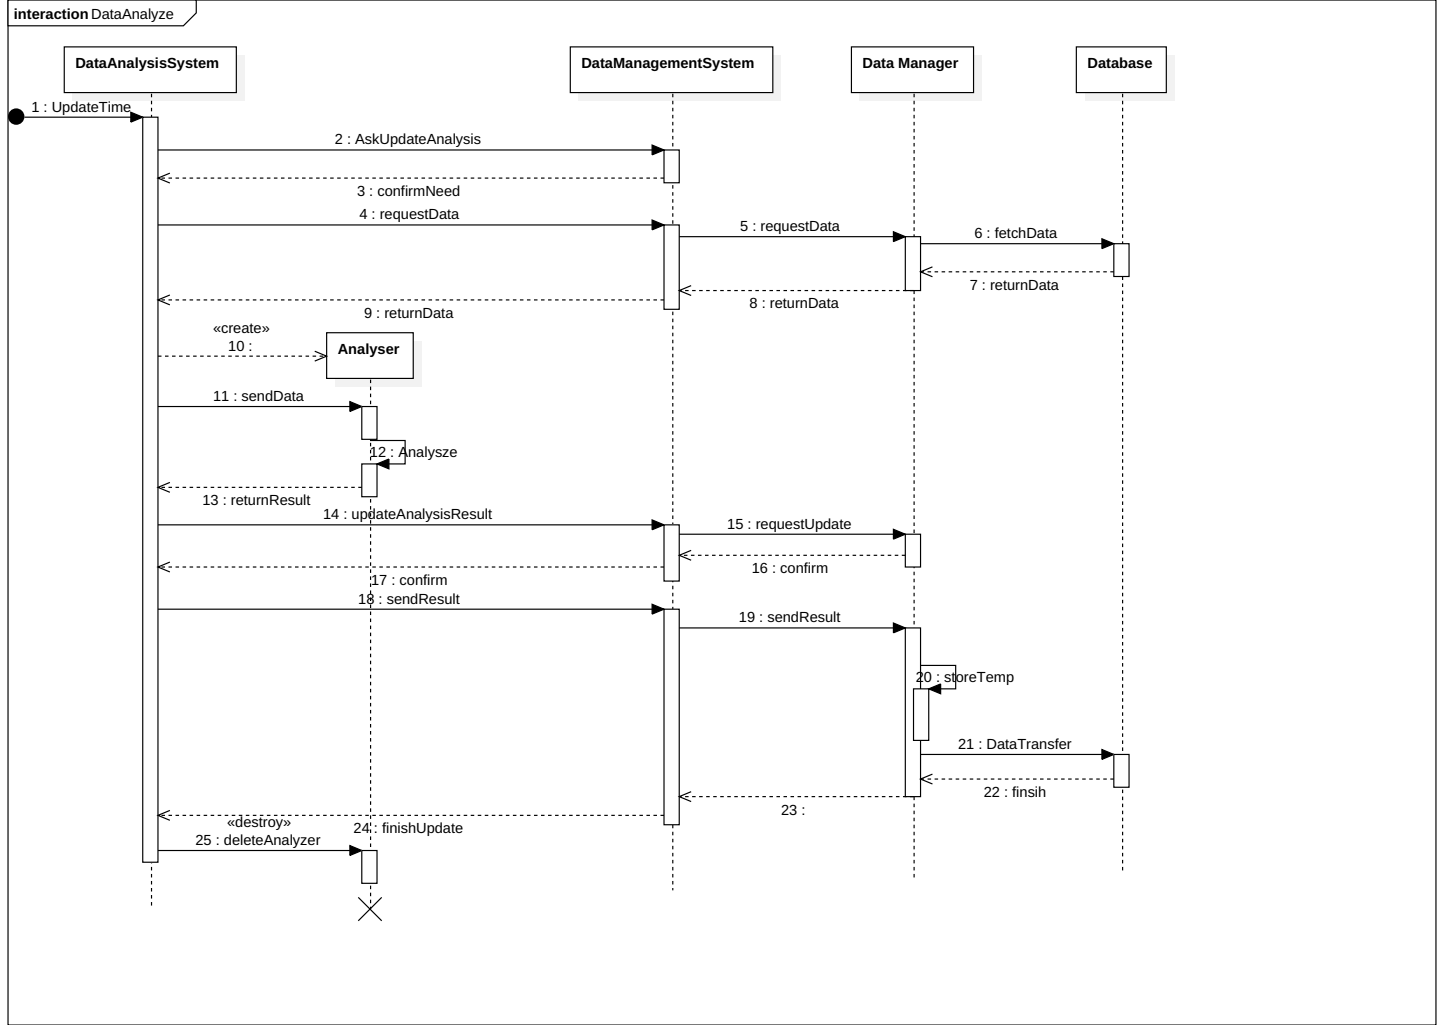 interaction DataAnalyze
DataAnalysisSystem
DataManagementSystem
Data Manager
Database
1 : UpdateTime
2 : AskUpdateAnalysis
3 : confirmNeed
4 : requestData
5 : requestData
6 : fetchData
7 : returnData
8 : returnData
9 : returnData
«create»
10 :
Analyser
11 : sendData
12 : Analysze
13 : returnResult
14 : updateAnalysisResult
15 : requestUpdate
16 : confirm
17 : confirm
18 : sendResult
19 : sendResult
20 : storeTemp
21 : DataTransfer
22 : finsih
23 :
24 : finishUpdate
«destroy»
25 : deleteAnalyzer